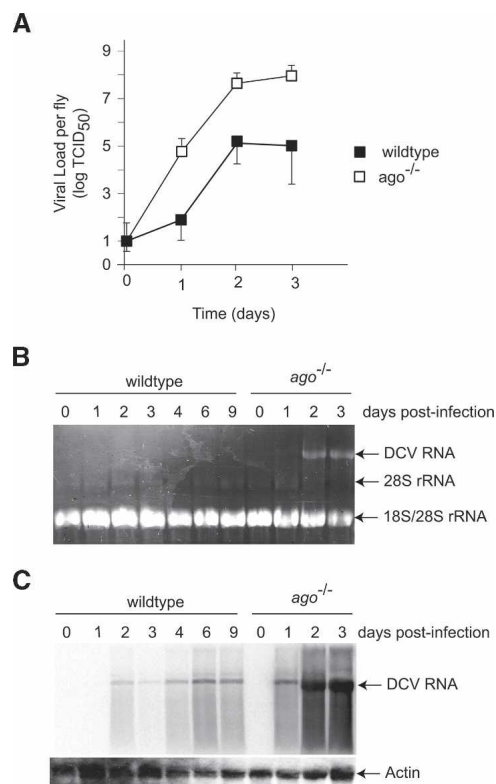 A
Viral Load per fly
(log TCID50)
9
7
5
3
1
0
0 1 2 3
Time (days)
wildtype
ago-/-
B
wildtype ago-/-
0 1 2 3 4 6 9 0 1 2 3 days post-infection
DCV RNA
28S rRNA
18S/28S rRNA
C
wildtype ago-/-
0 1 2 3 4 6 9 0 1 2 3 days post-infection
DCV RNA
Actin